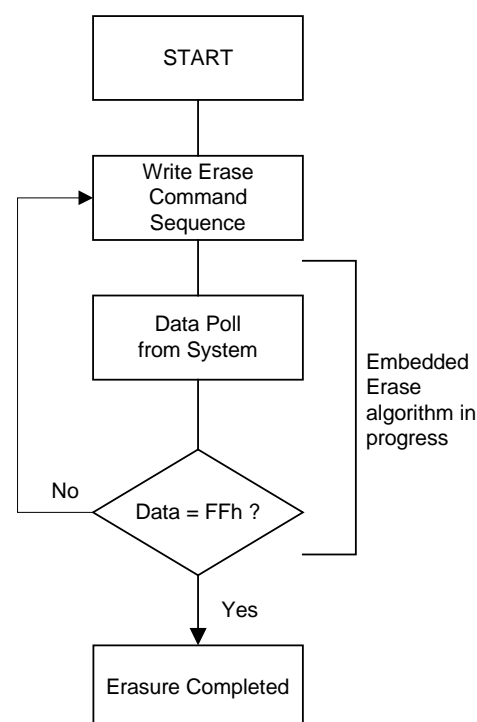 START
Write Erase
Command
Sequence
Data Poll
from System
Embedded
Erase
algorithm in
progress
No
Data = FFh ?
Yes
Erasure Completed